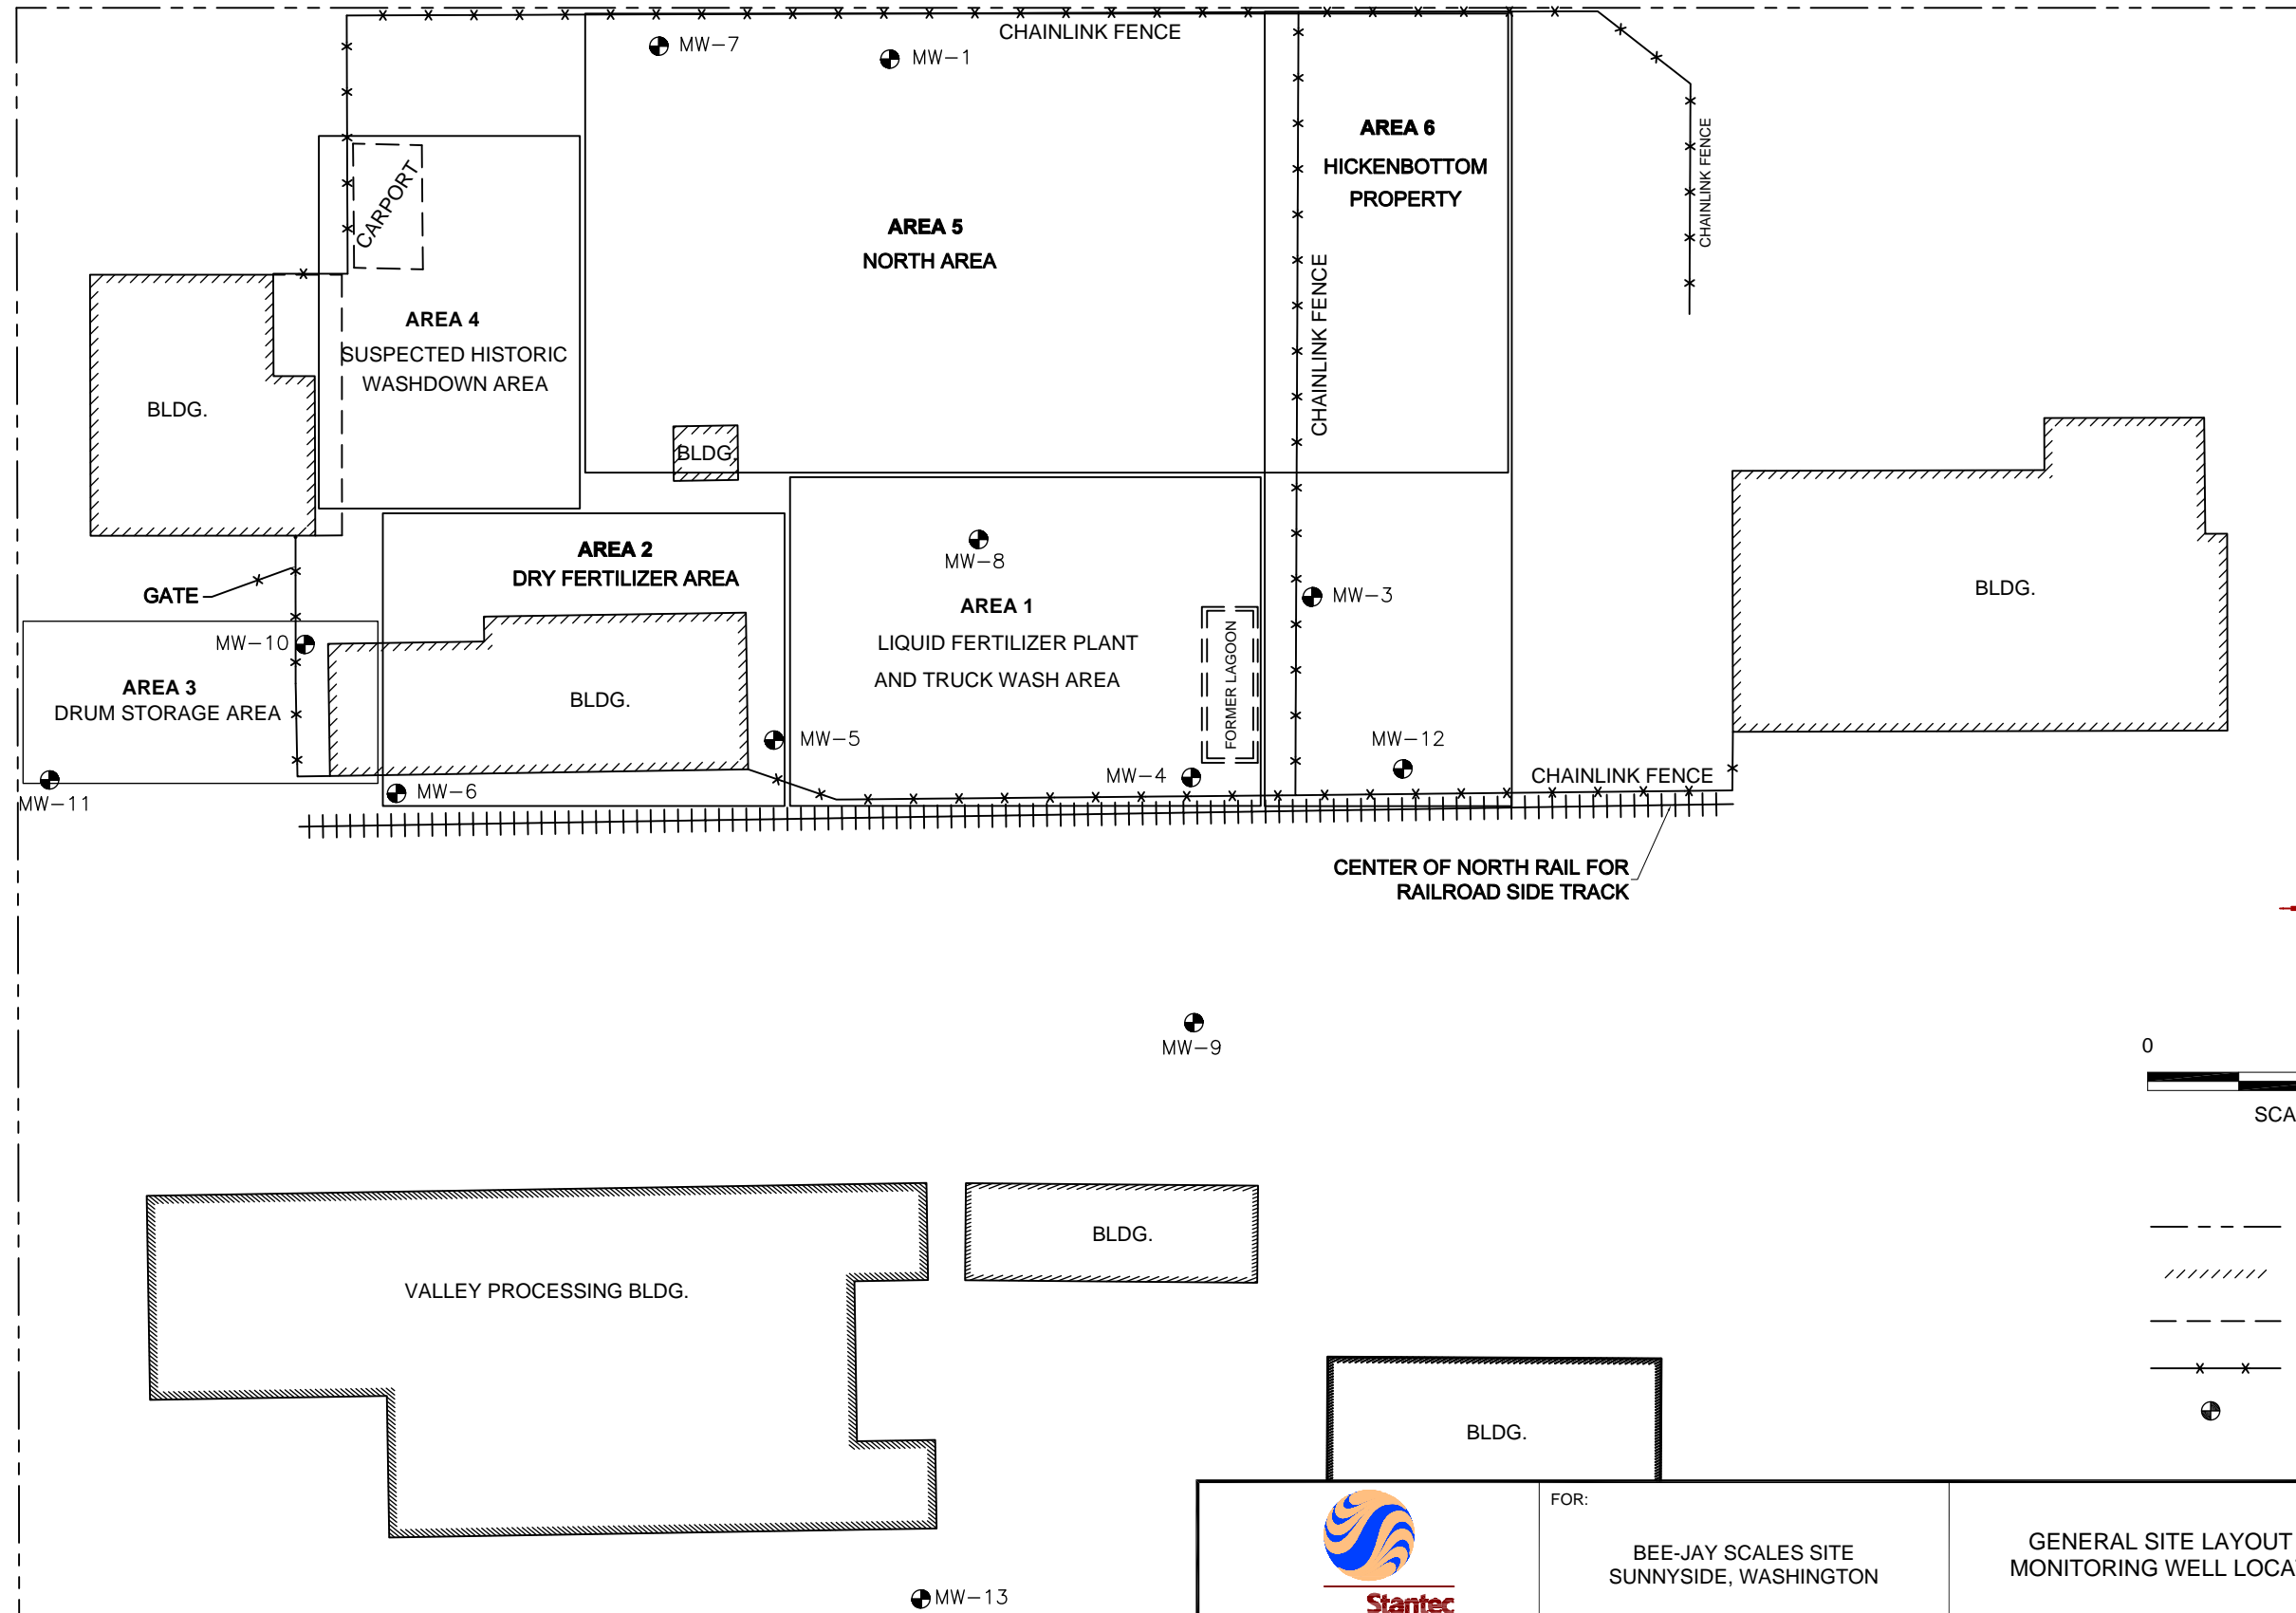 CHAINLINK FENCE
MW-7
MW-1
AREA 6
HICKENBOTTOM
PROPERTY
CHAINLINK FENCE
CARPORT
AREA 5
NORTH AREA
CHAINLINK FENCE
AREA 4
SUSPECTED HISTORIC
WASHDOWN AREA
BLDG.
BLDG.
AREA 2
DRY FERTILIZER AREA
MW-8
GATE
AREA 1
LIQUID FERTILIZER PLANT
AND TRUCK WASH AREA
FORMER LAGOON
MW-3
BLDG.
MW-10
AREA 3
DRUM STORAGE AREA
BLDG.
MW-5
MW-12
MW-4
CHAINLINK FENCE
MW-11
MW-6
CENTER OF NORTH RAIL FOR
RAILROAD SIDE TRACK
MW-9
0
SCA
BLDG.
VALLEY PROCESSING BLDG.
BLDG.
MW-13
Stantec
FOR:
BEE-JAY SCALES SITE
SUNNYSIDE, WASHINGTON
GENERAL SITE LAYOUT
MONITORING WELL LOCA